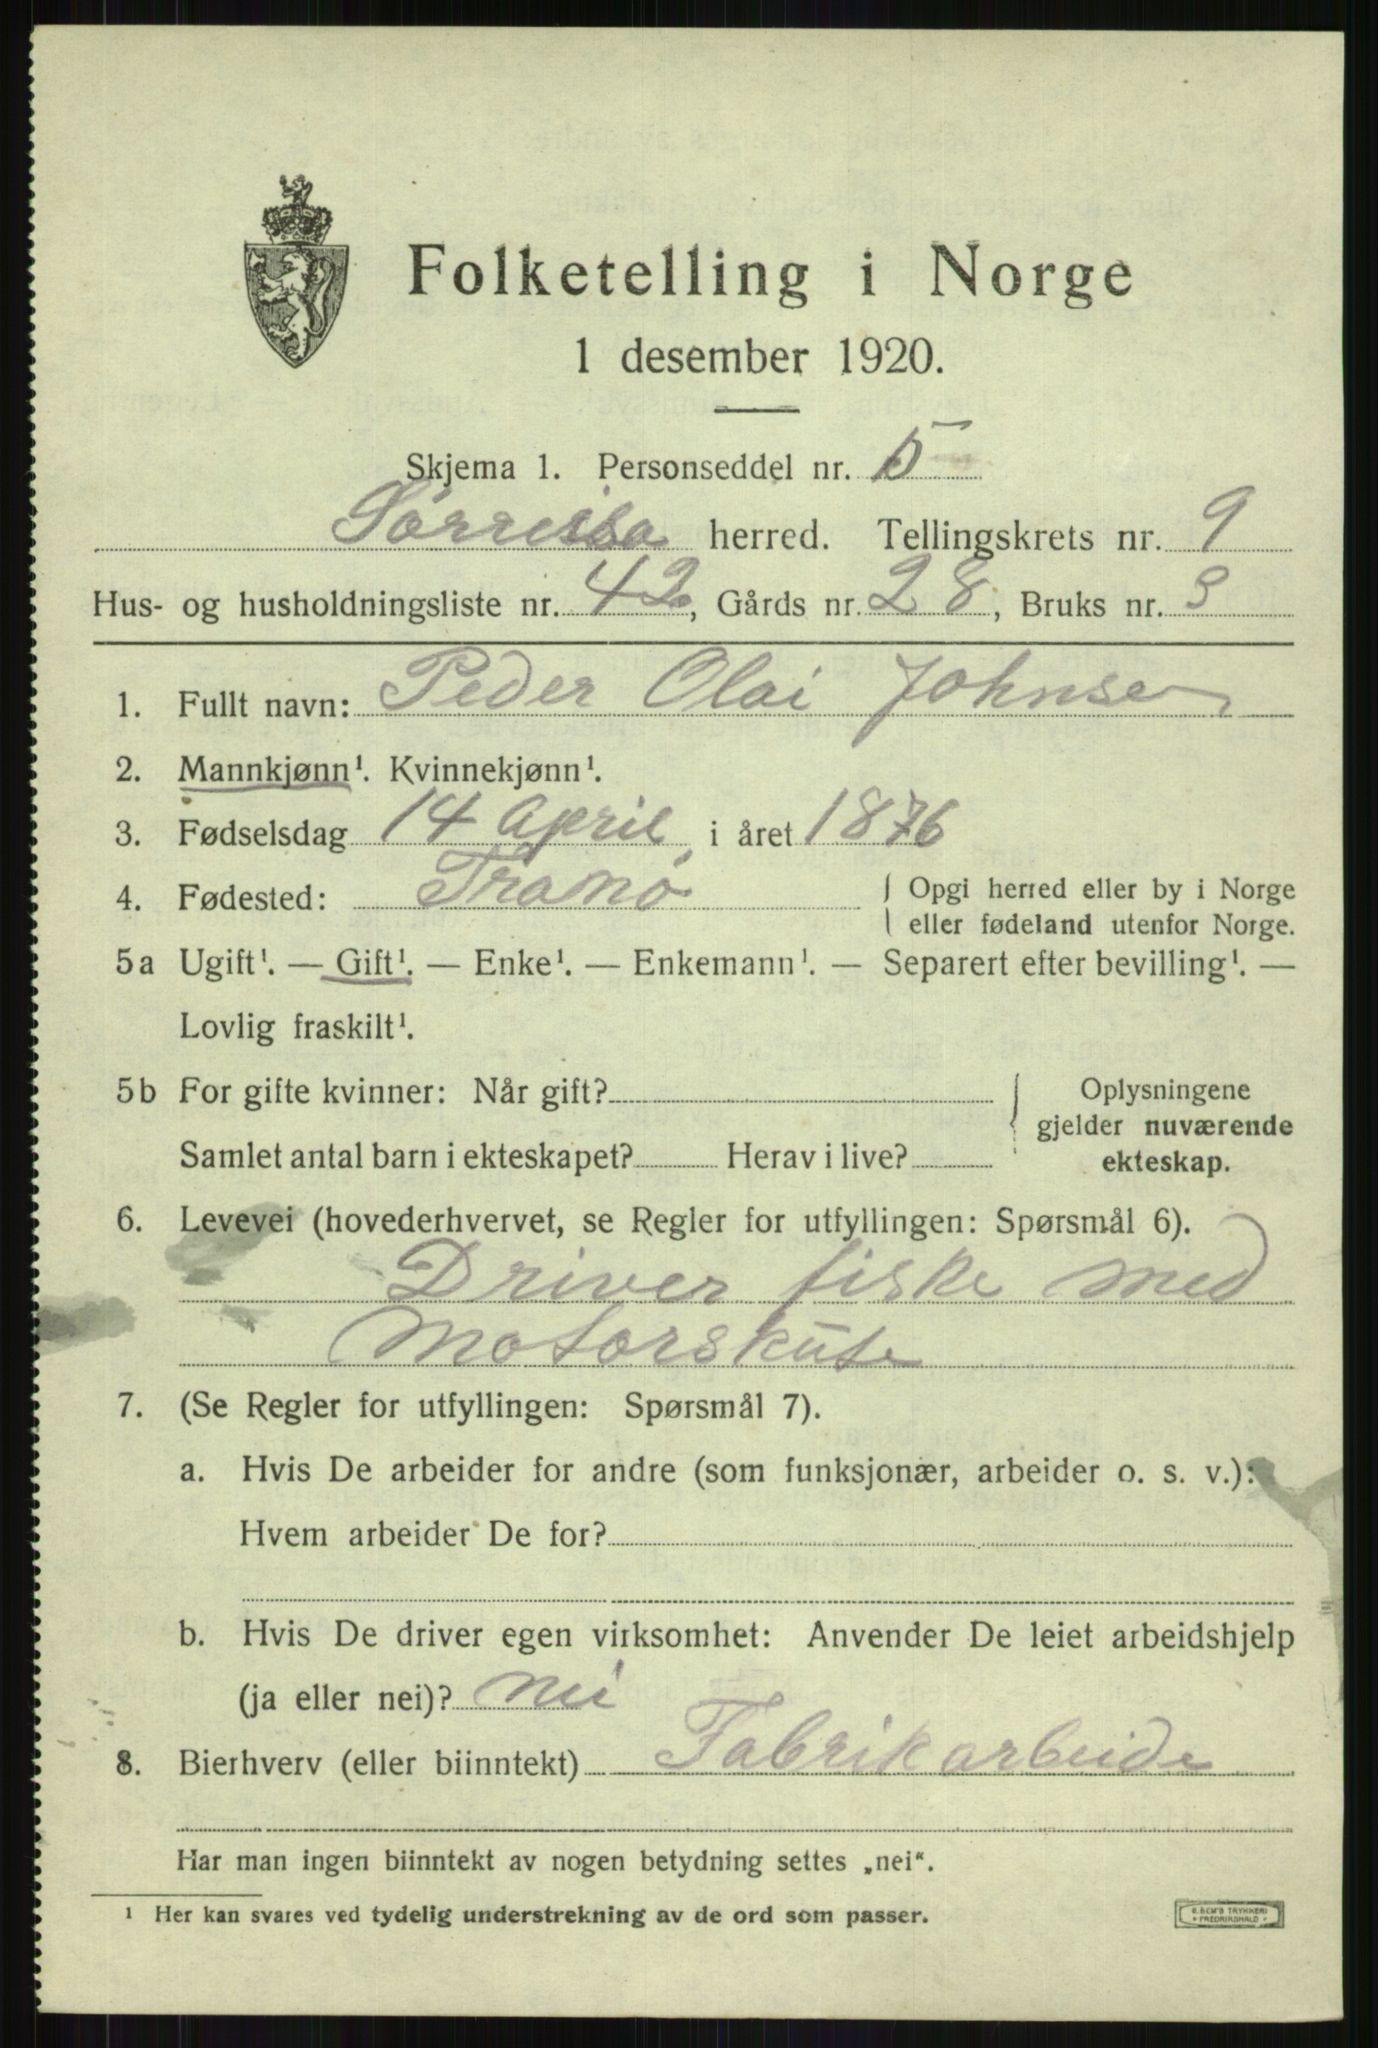 Folketelling i Norge
1 desember 1920.
Skjema 1. Personseddel nr. 5
Sørreisa herred. Tellingskrets nr. 9
Hus- og husholdningsliste nr. 42, Gårds nr. 28, Bruks nr. 3
1. Fullt navn: Peder Olai Johnsen
2. Mannkjønn¹. Kvinnekjønn¹.
3. Fødselsdag 14 April, i året 1876
4. Fødested: Tranø { Opgi herred eller by i Norge
eller fødeland utenfor Norge.
5a Ugift¹. — Gift¹. — Enke¹. — Enkemann¹. — Separert efter bevilling¹. —
Lovlig fraskilt¹.
5b For gifte kvinner: Når gift? { Oplysningene
gjelder nuværende
Samlet antal barn i ekteskapet? Herav i live? ekteskap.
6. Levevei (hovederhvervet, se Regler for utfyllingen: Spørsmål 6).
Driver fiske med
Motorskute
7. (Se Regler for utfyllingen: Spørsmål 7).
a. Hvis De arbeider for andre (som funksjonær, arbeider o. s. v.):
Hvem arbeider De for?
b. Hvis De driver egen virksomhet: Anvender De leiet arbeidshjelp
(ja eller nei)? nei
8. Bierhverv (eller biinntekt) Fabrikarbeide
Har man ingen biinntekt av nogen betydning settes „nei“.
¹ Her kan svares ved tydelig understrekning av de ord som passer.
E. SEM'S TRYKKERI
• FREDRIKSHALD •